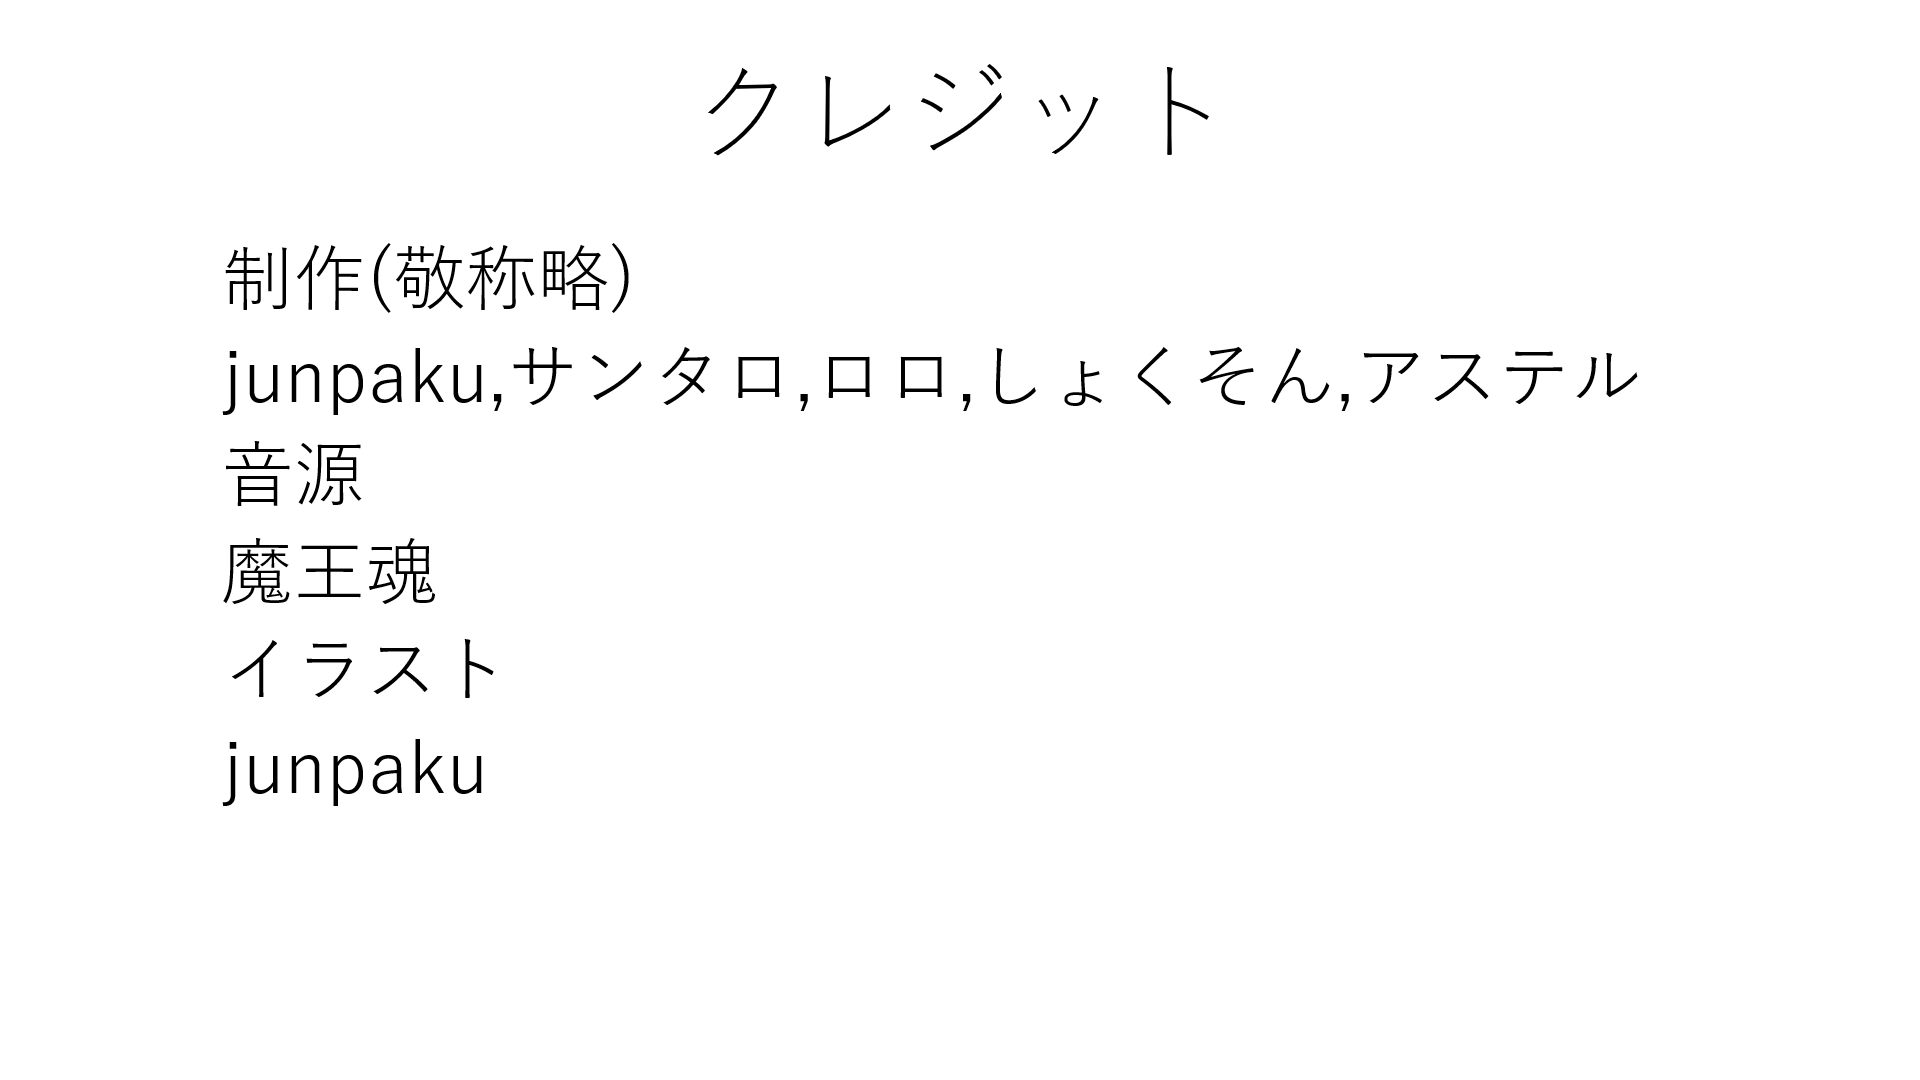 クレジット
制作(敬称略)
junpaku,サンタロ,ロロ,しょくそん,アステル
音源
魔王魂
イラスト
junpaku